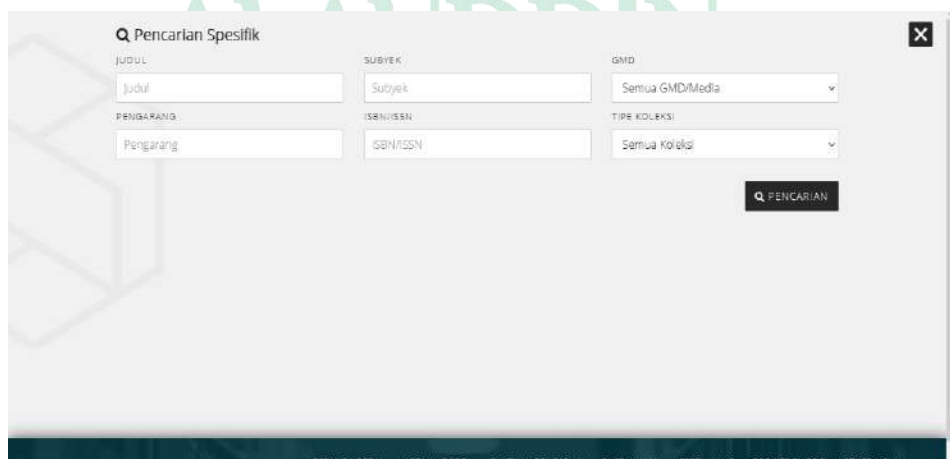 Pencarian Spesifik
JUDUL SUBYEK GMD
Judul Subyek Semua GMD/Media
PENGARANG ISBN/ISSN TIPE KOLEKSI
Pengarang ISBN/ISSN Semua Koleksi
PENCARIAN